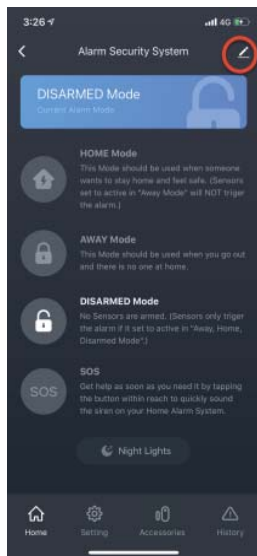 3:26
4G
Alarm Security System
DISARMED Mode
Current Alarm Mode
HOME Mode
This Mode should be used when someone
wants to stay home and feel safe. (Sensors
set to active in "Away Mode" will NOT triger
the alarm.)
AWAY Mode
This Mode should be used when you go out
and there is no one at home.
DISARMED Mode
No Sensors are armed. (Sensors only triger
the alarm if it set to active in "Away, Home,
Disarmed Mode".)
SOS
SOS
Get help as soon as you need it by tapping
the button within reach to quickly sound
the siran on your Home Alarm System.
Night Lights
Home Setting Accessories History